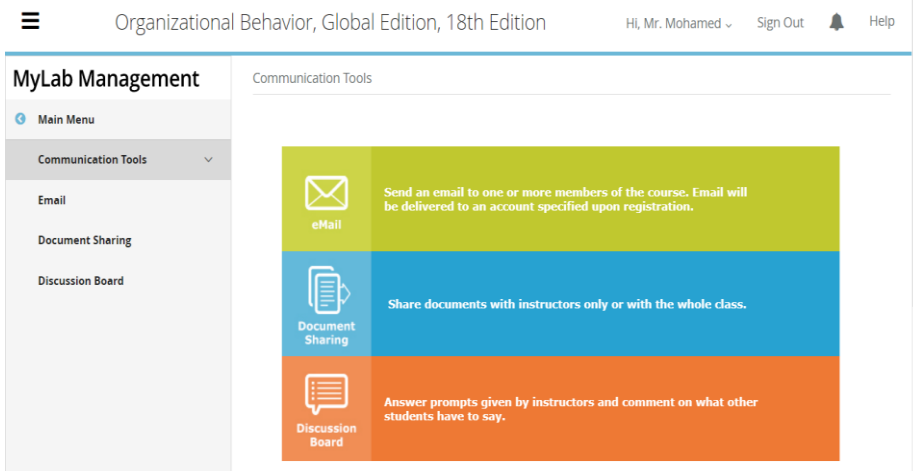 Organizational Behavior, Global Edition, 18th Edition
Hi, Mr. Mohamed
Sign Out
Help
MyLab Management
Main Menu
Communication Tools
Email
Document Sharing
Discussion Board
Communication Tools
eMail
Send an email to one or more members of the course. Email will
be delivered to an account specified upon registration.
Document
Sharing
Share documents with instructors only or with the whole class.
Discussion
Board
Answer prompts given by instructors and comment on what other
students have to say.